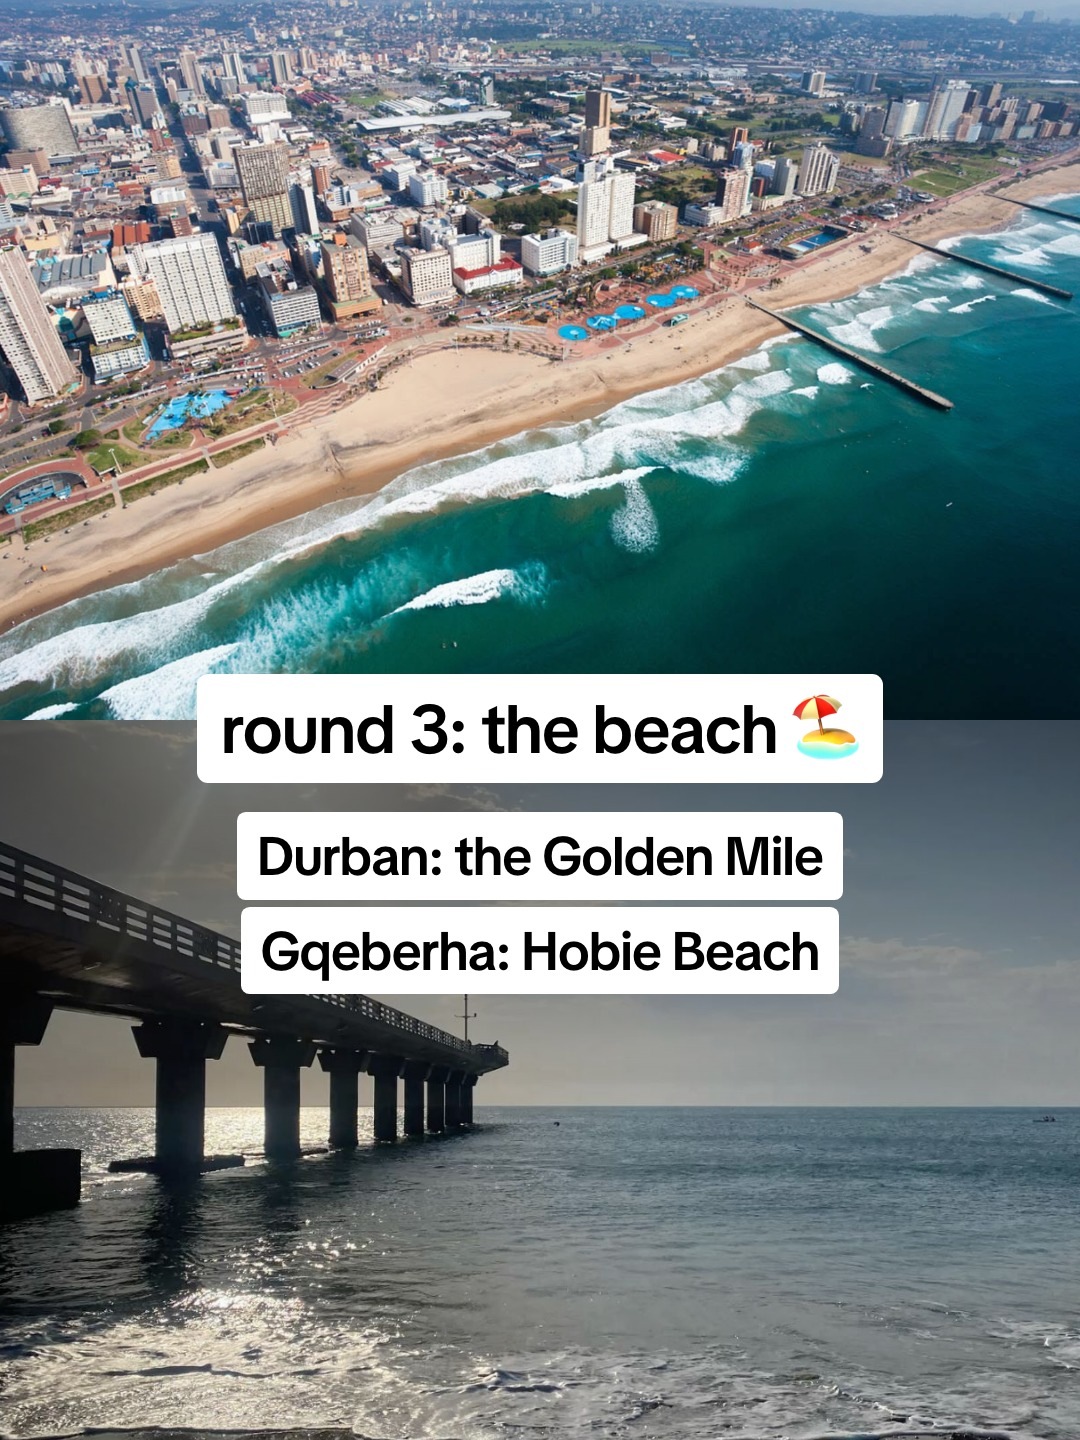 round 3: the beach 🏖️
Durban: the Golden Mile
Gqeberha: Hobie Beach